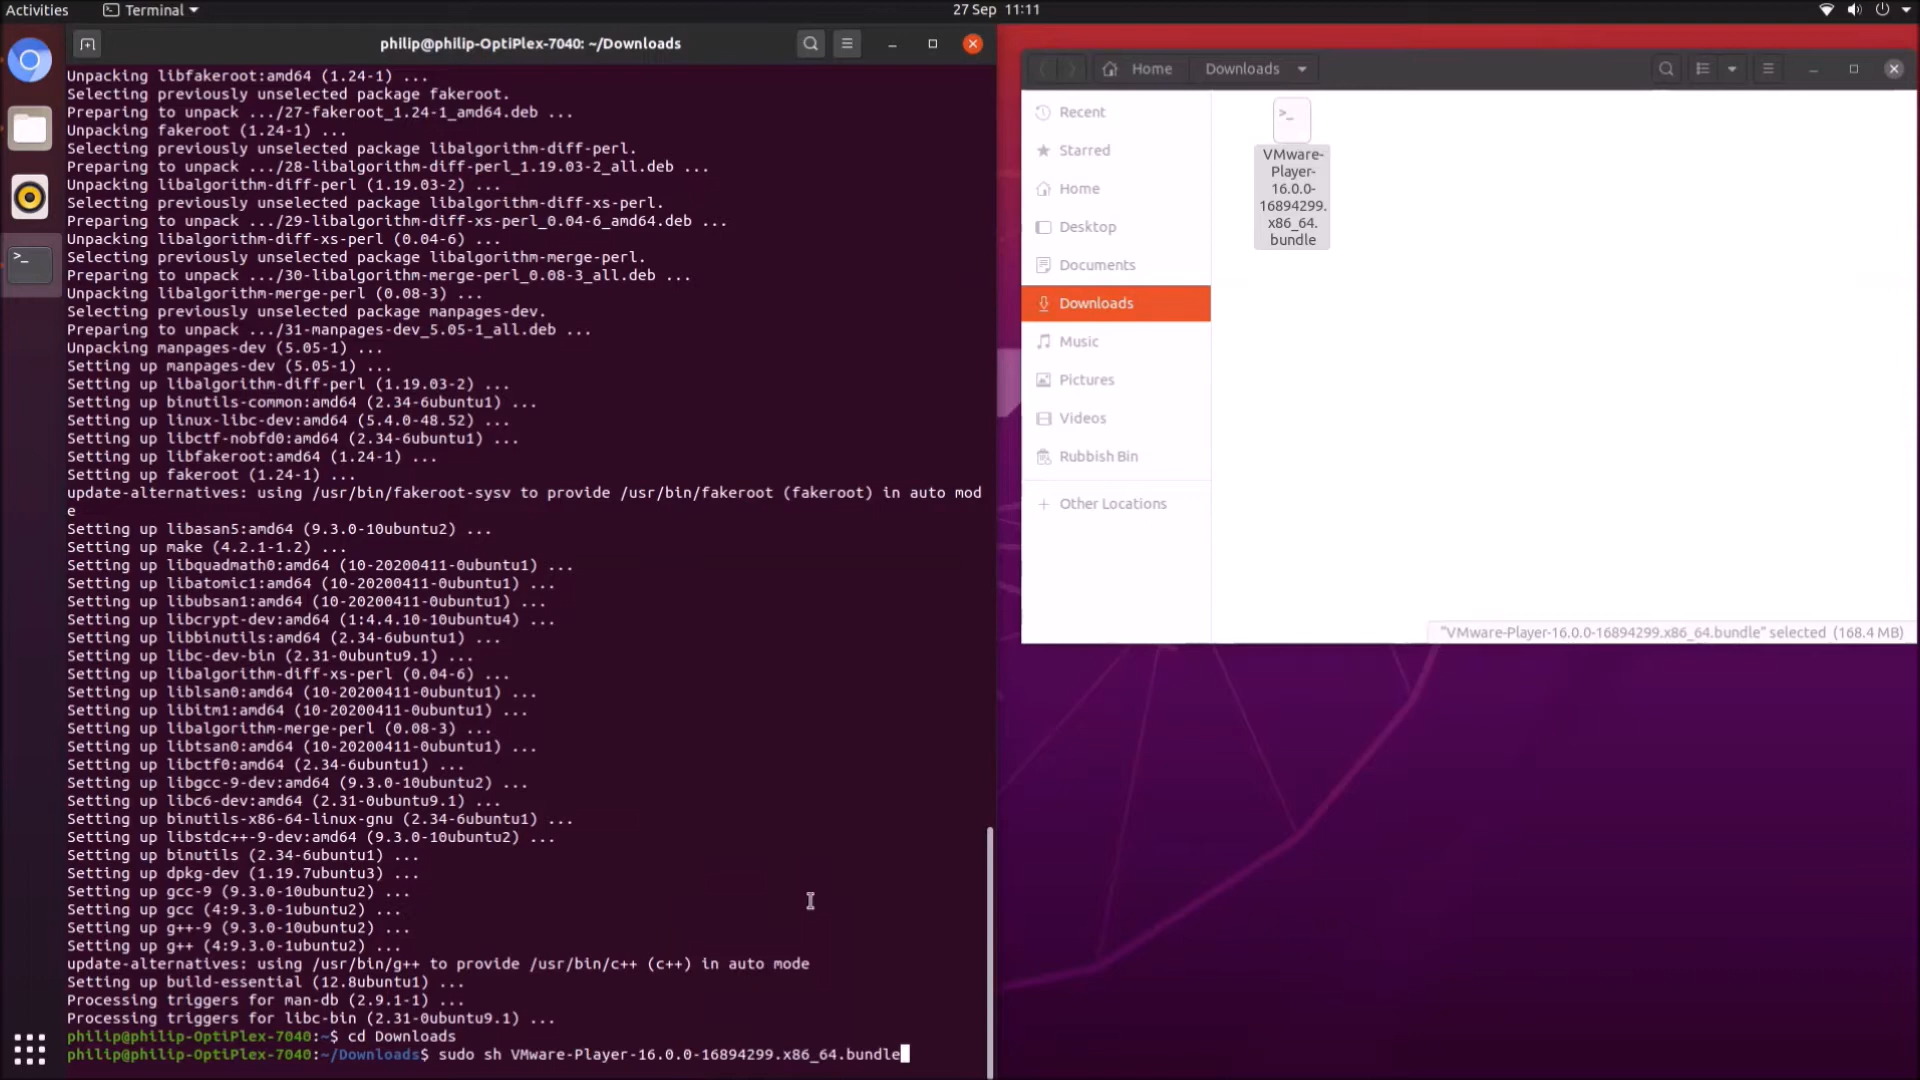 Activities
Terminal
27 Sep 11:11
philip@philip-OptiPlex-7040: ~/Downloads
Unpacking libfakeroot:amd64 (1.24-1) ...
Selecting previously unselected package fakeroot.
Preparing to unpack .../27-fakeroot_1.24-1_amd64.deb ...
Unpacking fakeroot (1.24-1) ...
Selecting previously unselected package libalgorithm-diff-perl.
Preparing to unpack .../28-libalgorithm-diff-perl_1.19.03-2_all.deb ...
Unpacking libalgorithm-diff-perl (1.19.03-2) ...
Selecting previously unselected package libalgorithm-diff-xs-perl.
Preparing to unpack .../29-libalgorithm-diff-xs-perl_0.04-6_amd64.deb ...
Unpacking libalgorithm-diff-xs-perl (0.04-6) ...
Selecting previously unselected package libalgorithm-merge-perl.
Preparing to unpack .../30-libalgorithm-merge-perl_0.08-3_all.deb ...
Unpacking libalgorithm-merge-perl (0.08-3) ...
Selecting previously unselected package manpages-dev.
Preparing to unpack .../31-manpages-dev_5.05-1_all.deb ...
Unpacking manpages-dev (5.05-1) ...
Setting up manpages-dev (5.05-1) ...
Setting up libalgorithm-diff-perl (1.19.03-2) ...
Setting up binutils-common:amd64 (2.34-6ubuntu1) ...
Setting up linux-libc-dev:amd64 (5.4.0-48.52) ...
Setting up libctf-nobfd0:amd64 (2.34-6ubuntu1) ...
Setting up libfakeroot:amd64 (1.24-1) ...
Setting up fakeroot (1.24-1) ...
update-alternatives: using /usr/bin/fakeroot-sysv to provide /usr/bin/fakeroot (fakeroot) in auto mod
e
Setting up libasan5:amd64 (9.3.0-10ubuntu2) ...
Setting up make (4.2.1-1.2) ...
Setting up libquadmath0:amd64 (10-20200411-0ubuntu1) ...
Setting up libatomic1:amd64 (10-20200411-0ubuntu1) ...
Setting up libubsan1:amd64 (10-20200411-0ubuntu1) ...
Setting up libcrypt-dev:amd64 (1:4.4.10-10ubuntu4) ...
Setting up libbinutils:amd64 (2.34-6ubuntu1) ...
Setting up libc-dev-bin (2.31-0ubuntu9.1) ...
Setting up libalgorithm-diff-xs-perl (0.04-6) ...
Setting up liblsan0:amd64 (10-20200411-0ubuntu1) ...
Setting up libitm1:amd64 (10-20200411-0ubuntu1) ...
Setting up libalgorithm-merge-perl (0.08-3) ...
Setting up libtsan0:amd64 (10-20200411-0ubuntu1) ...
Setting up libctf0:amd64 (2.34-6ubuntu1) ...
Setting up libgcc-9-dev:amd64 (9.3.0-10ubuntu2) ...
Setting up libc6-dev:amd64 (2.31-0ubuntu9.1) ...
Setting up binutils-x86-64-linux-gnu (2.34-6ubuntu1) ...
Setting up libstdc++-9-dev:amd64 (9.3.0-10ubuntu2) ...
Setting up binutils (2.34-6ubuntu1) ...
Setting up dpkg-dev (1.19.7ubuntu3) ...
Setting up gcc-9 (9.3.0-10ubuntu2) ...
Setting up gcc (4:9.3.0-1ubuntu2) ...
Setting up g++-9 (9.3.0-10ubuntu2) ...
Setting up g++ (4:9.3.0-1ubuntu2) ...
update-alternatives: using /usr/bin/g++ to provide /usr/bin/c++ (c++) in auto mode
Setting up build-essential (12.8ubuntu1) ...
Processing triggers for man-db (2.9.1-1) ...
Processing triggers for libc-bin (2.31-0ubuntu9.1) ...
philip@philip-OptiPlex-7040:~$ cd Downloads
philip@philip-OptiPlex-7040:~/Downloads$ sudo sh VMware-Player-16.0.0-16894299.x86_64.bundle
Home
Downloads
Recent
Starred
Home
Desktop
Documents
Downloads
Music
Pictures
Videos
Rubbish Bin
Other Locations
>_
VMware-
Player-
16.0.0-
16894299.
x86_64.
bundle
"VMware-Player-16.0.0-16894299.x86_64.bundle" selected (168.4 MB)